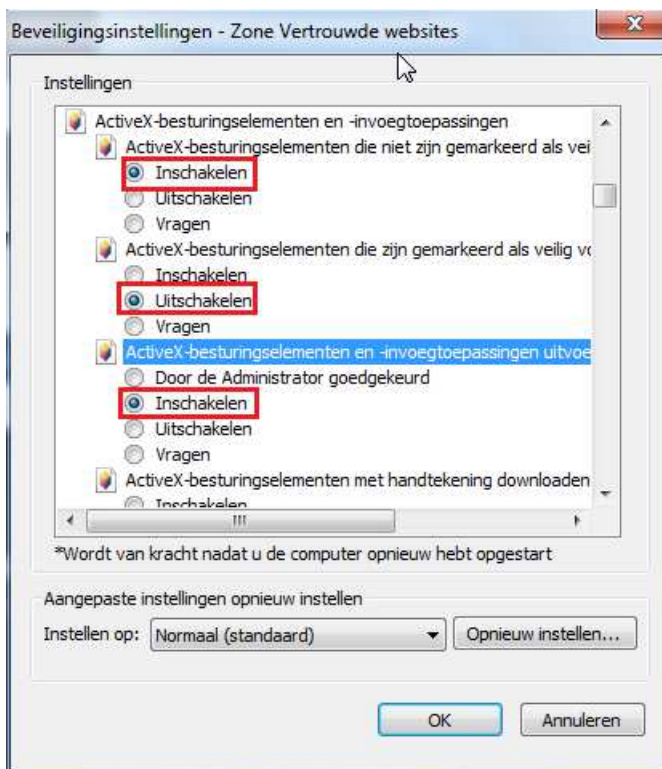 Beveiligingsinstellingen - Zone Vertrouwde websites
Instellingen
ActiveX-besturingselementen en -invoegtoepassingen
ActiveX-besturingselementen die niet zijn gemarkeerd als vei
Inschakelen
Uitschakelen
Vragen
ActiveX-besturingselementen die zijn gemarkeerd als veilig vo
Inschakelen
Uitschakelen
Vragen
ActiveX-besturingselementen en -invoegtoepassingen uitvoe
Door de Administrator goedgekeurd
Inschakelen
Uitschakelen
Vragen
ActiveX-besturingselementen met handtekening downloaden
Inschakelen
*Wordt van kracht nadat u de computer opnieuw hebt opgestart
Aangepaste instellingen opnieuw instellen
Instellen op: Normaal (standaard) Opnieuw instellen...
OK Annuleren